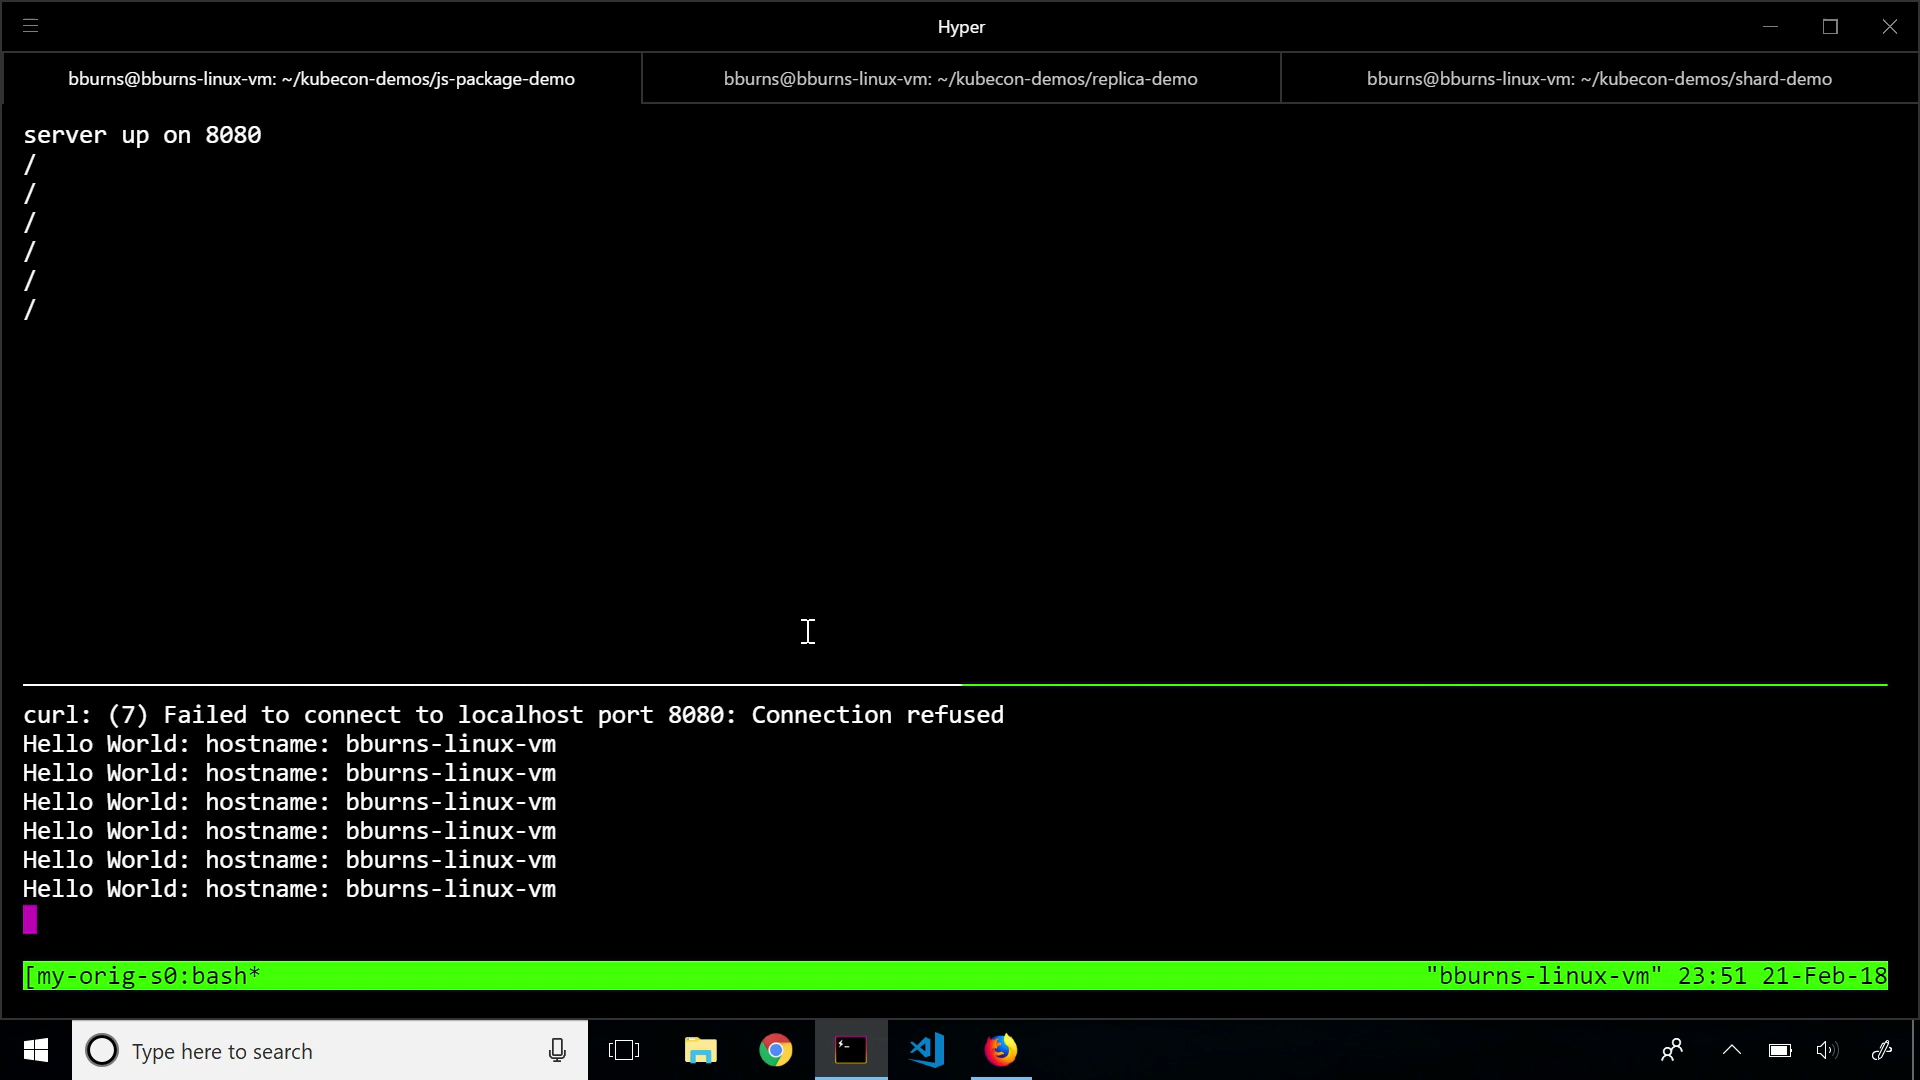 Hyper
bburns@bburns-linux-vm: ~/kubecon-demos/js-package-demo
bburns@bburns-linux-vm: ~/kubecon-demos/replica-demo
bburns@bburns-linux-vm: ~/kubecon-demos/shard-demo
server up on 8080
/
/
/
/
/
/
curl: (7) Failed to connect to localhost port 8080: Connection refused
Hello World: hostname: bburns-linux-vm
Hello World: hostname: bburns-linux-vm
Hello World: hostname: bburns-linux-vm
Hello World: hostname: bburns-linux-vm
Hello World: hostname: bburns-linux-vm
Hello World: hostname: bburns-linux-vm
[my-orig-s0:bash* "bburns-linux-vm" 23:51 21-Feb-18
Type here to search